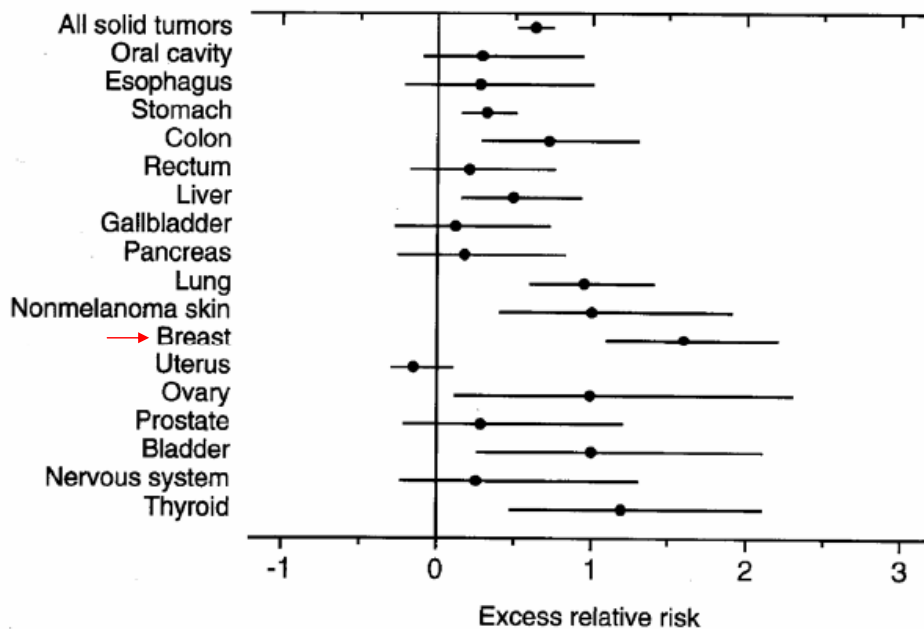 All solid tumors
Oral cavity
Esophagus
Stomach
Colon
Rectum
Liver
Gallbladder
Pancreas
Lung
Nonmelanoma skin
Breast
Uterus
Ovary
Prostate
Bladder
Nervous system
Thyroid
-1 0 1 2 3
Excess relative risk